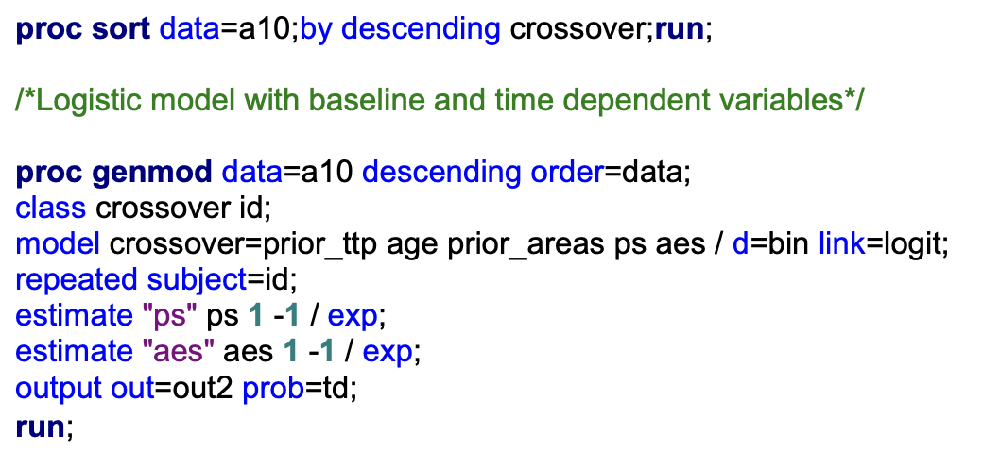 proc sort data=a10;by descending crossover;run;
/*Logistic model with baseline and time dependent variables*/
proc genmod data=a10 descending order=data;
class crossover id;
model crossover=prior_ttp age prior_areas ps aes / d=bin link=logit;
repeated subject=id;
estimate "ps" ps 1 -1 / exp;
estimate "aes" aes 1 -1 / exp;
output out=out2 prob=td;
run;